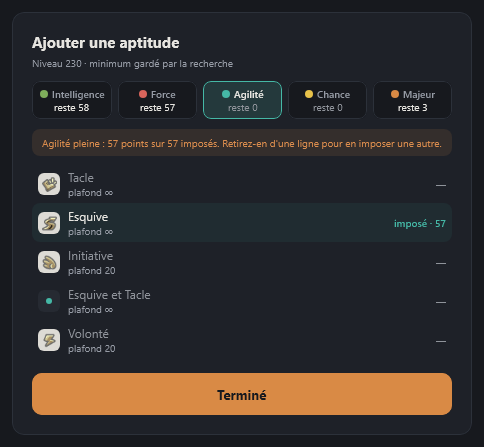 Ajouter une aptitude
Niveau 230 · minimum gardé par la recherche
Intelligence
reste 58
Force
reste 57
Agilité
reste 0
Chance
reste 0
Majeur
reste 3
Agilité pleine : 57 points sur 57 imposés. Retirez-en d'une ligne pour en imposer une autre.
Tacle
plafond ∞
—
Esquive
plafond ∞
imposé · 57
Initiative
plafond 20
—
Esquive et Tacle
plafond ∞
—
Volonté
plafond 20
—
Terminé